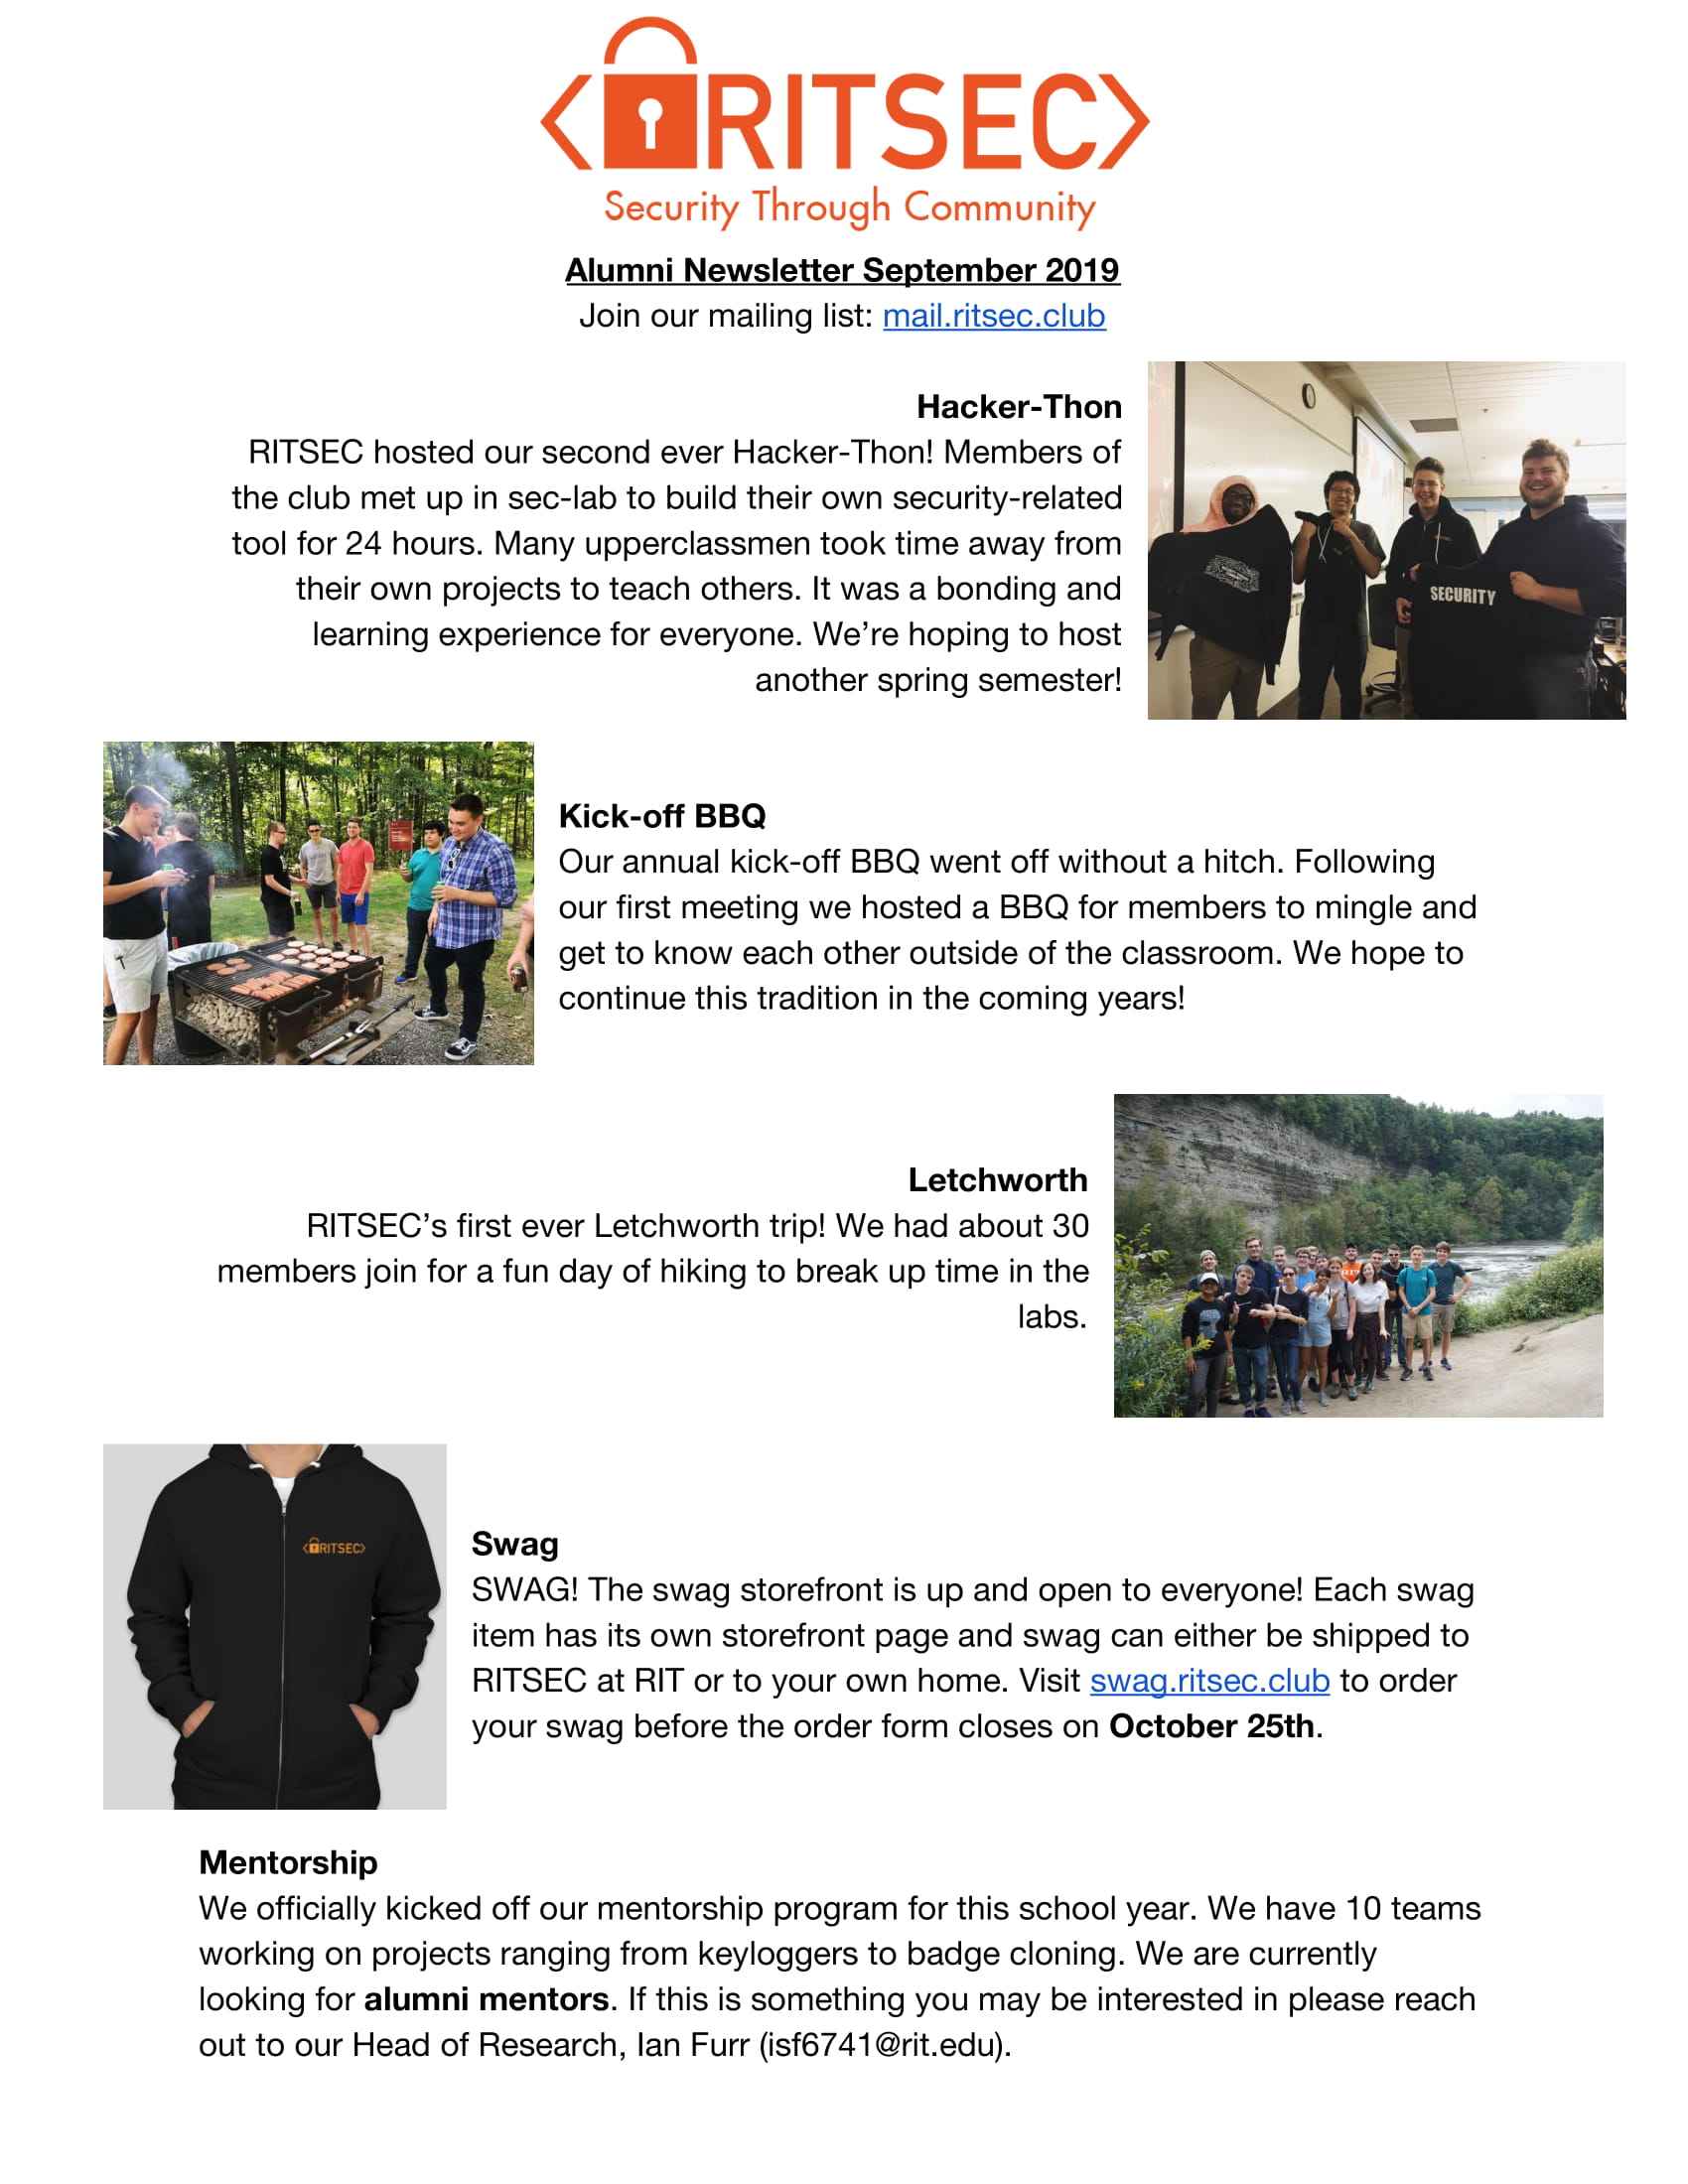 RITSEC
Security Through Community
Alumni Newsletter September 2019
Join our mailing list: mail.ritsec.club
Hacker-Thon
RITSEC hosted our second ever Hacker-Thon! Members of
the club met up in sec-lab to build their own security-related
tool for 24 hours. Many upperclassmen took time away from
their own projects to teach others. It was a bonding and
learning experience for everyone. We’re hoping to host
another spring semester!
SECURITY
Kick-off BBQ
Our annual kick-off BBQ went off without a hitch. Following
our first meeting we hosted a BBQ for members to mingle and
get to know each other outside of the classroom. We hope to
continue this tradition in the coming years!
Letchworth
RITSEC’s first ever Letchworth trip! We had about 30
members join for a fun day of hiking to break up time in the
labs.
RITSEC
Swag
SWAG! The swag storefront is up and open to everyone! Each swag
item has its own storefront page and swag can either be shipped to
RITSEC at RIT or to your own home. Visit swag.ritsec.club to order
your swag before the order form closes on October 25th.
Mentorship
We officially kicked off our mentorship program for this school year. We have 10 teams
working on projects ranging from keyloggers to badge cloning. We are currently
looking for alumni mentors. If this is something you may be interested in please reach
out to our Head of Research, Ian Furr (isf6741@rit.edu).